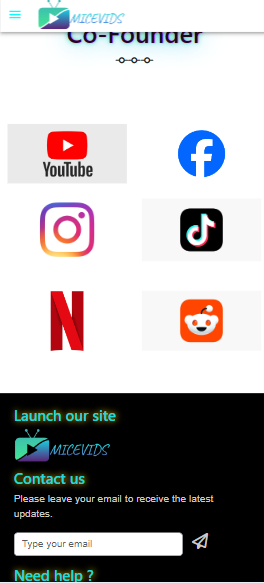 MICEVIDS
Co-Founder
YouTube
Launch our site
MICEVIDS
Contact us
Please leave your email to receive the latest
updates.
Type your email
Need help ?